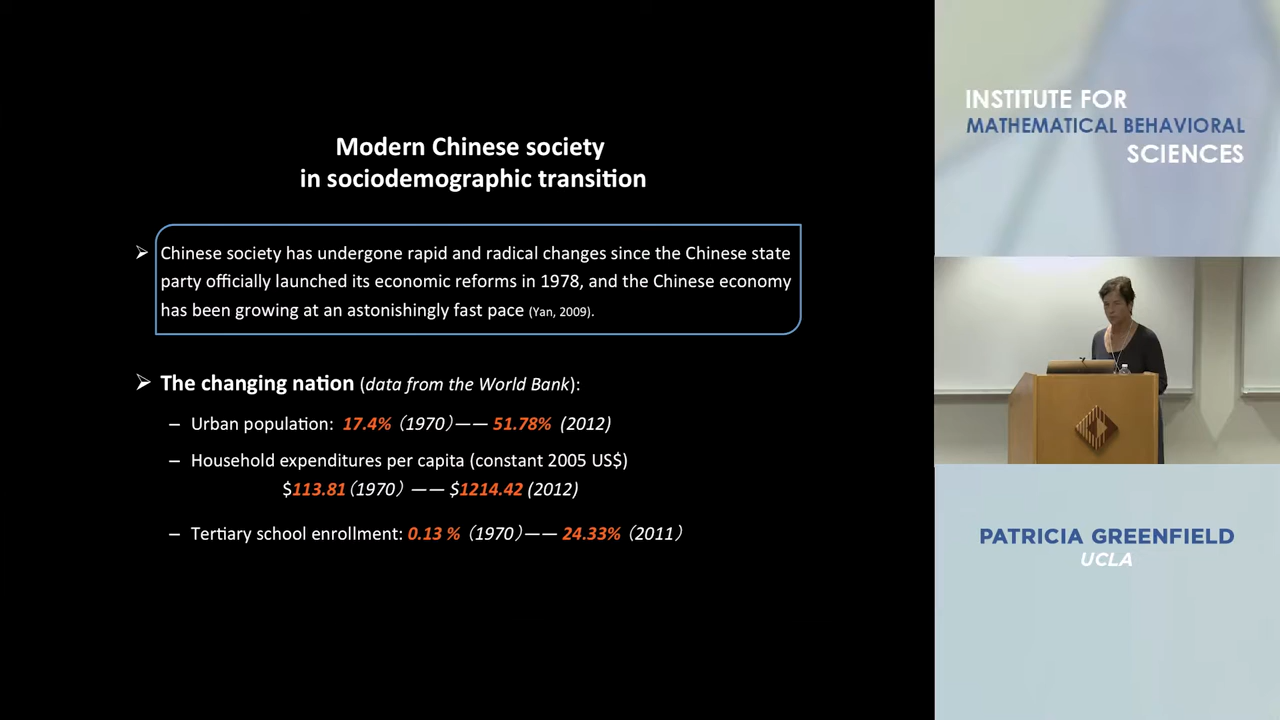 Modern Chinese society
in sociodemographic transition
➢ Chinese society has undergone rapid and radical changes since the Chinese state
party officially launched its economic reforms in 1978, and the Chinese economy
has been growing at an astonishingly fast pace (Yan, 2009).
➢ The changing nation (data from the World Bank):
– Urban population: 17.4% （1970）—— 51.78% (2012)
– Household expenditures per capita (constant 2005 US$)
$113.81（1970） —— $1214.42 (2012)
– Tertiary school enrollment: 0.13 % （1970）—— 24.33% （2011）
INSTITUTE FOR
MATHEMATICAL BEHAVIORAL
SCIENCES
PATRICIA GREENFIELD
UCLA